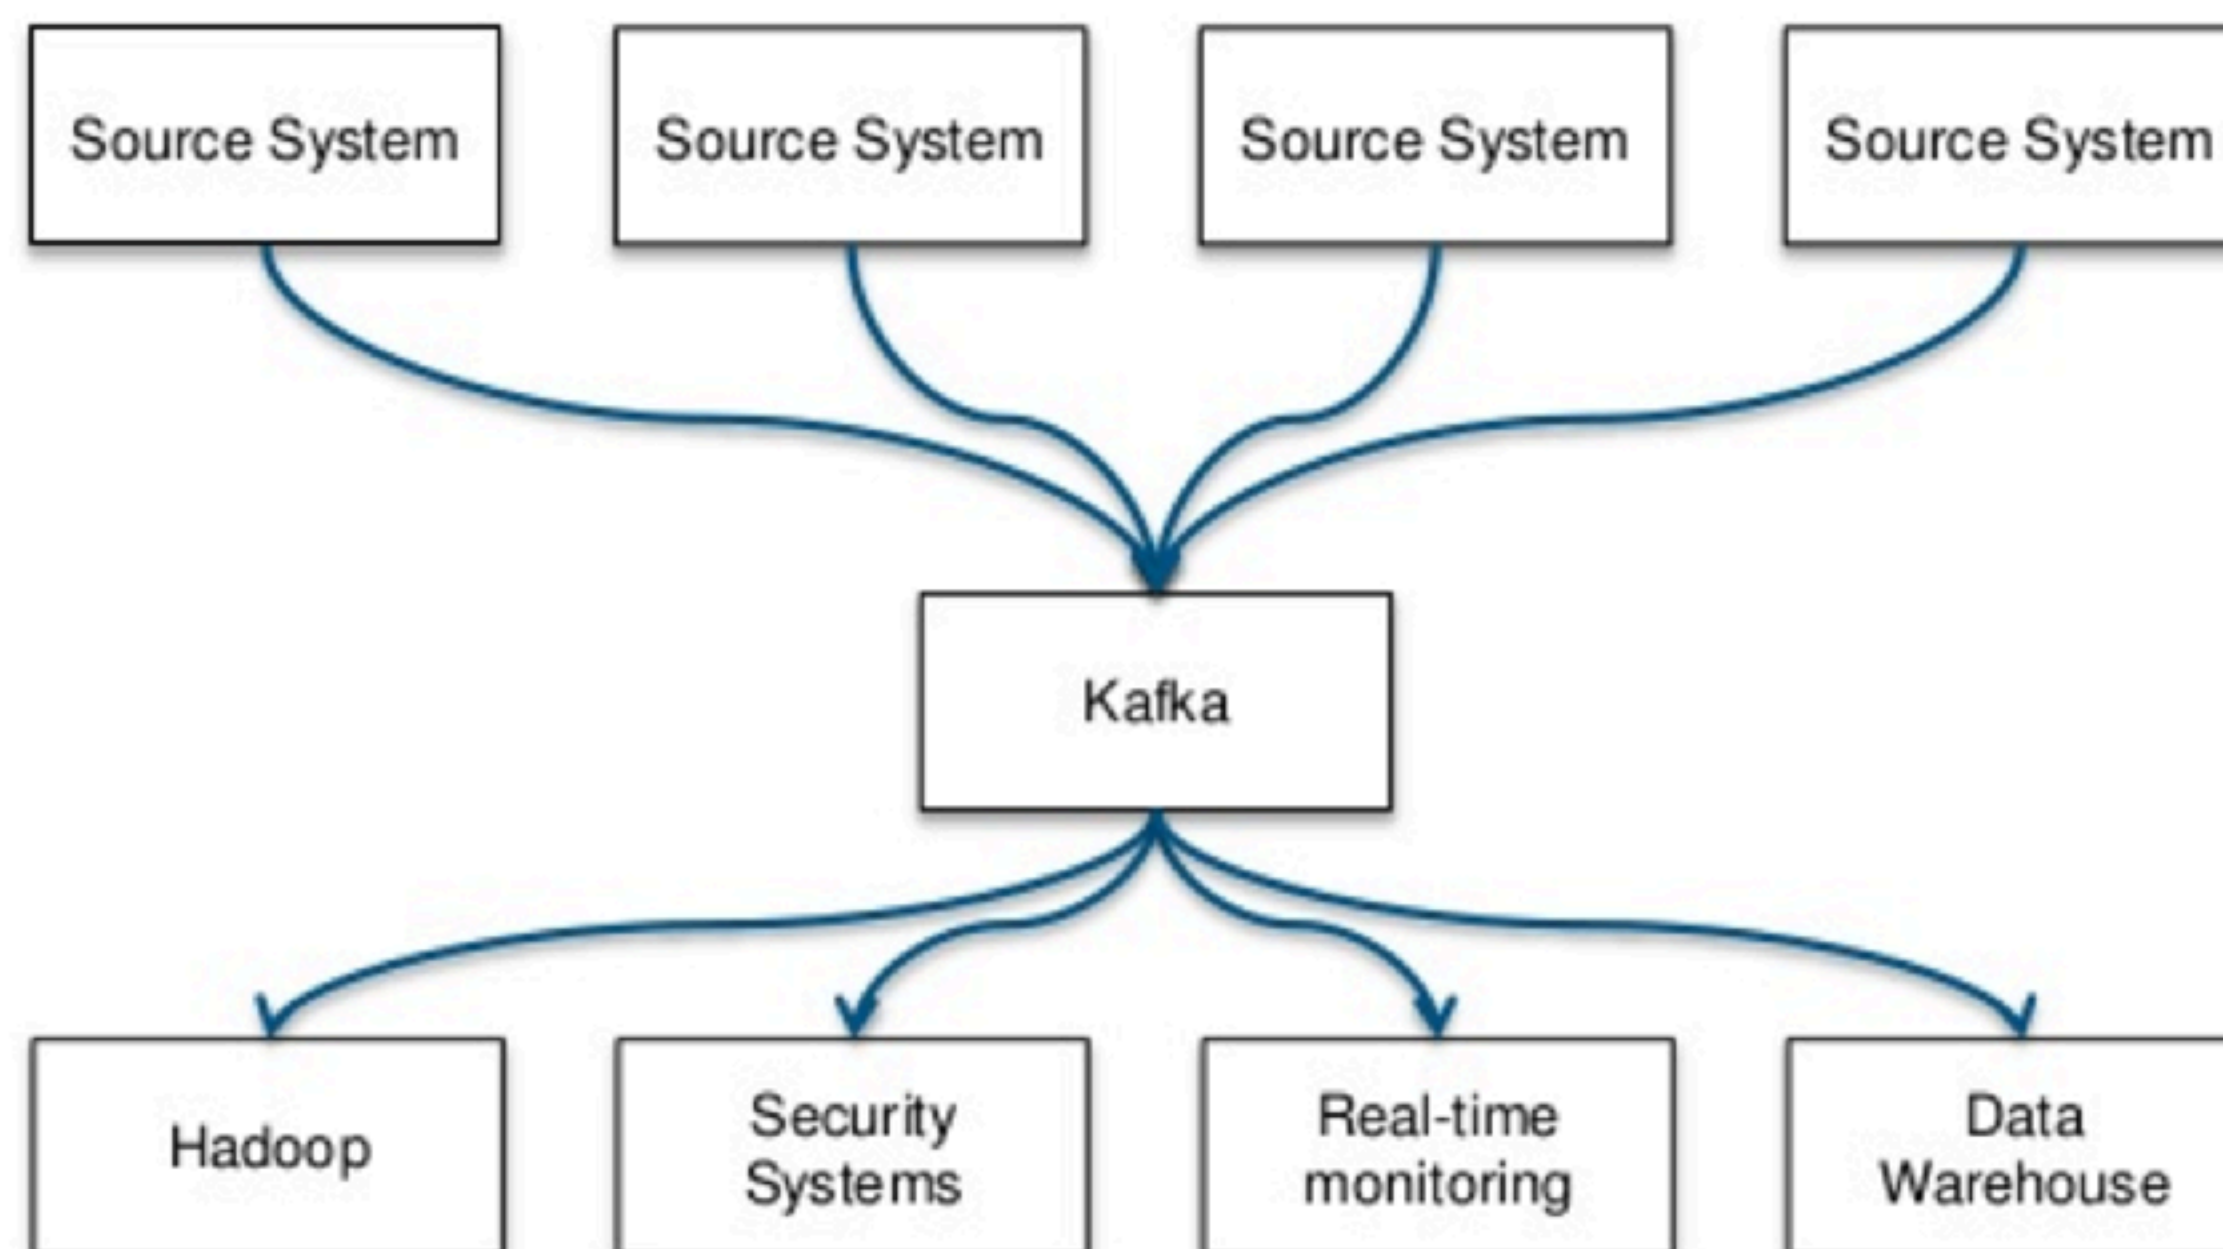 Source System
Source System
Source System
Source System
Kafka
Hadoop
Security
Systems
Real-time
monitoring
Data
Warehouse